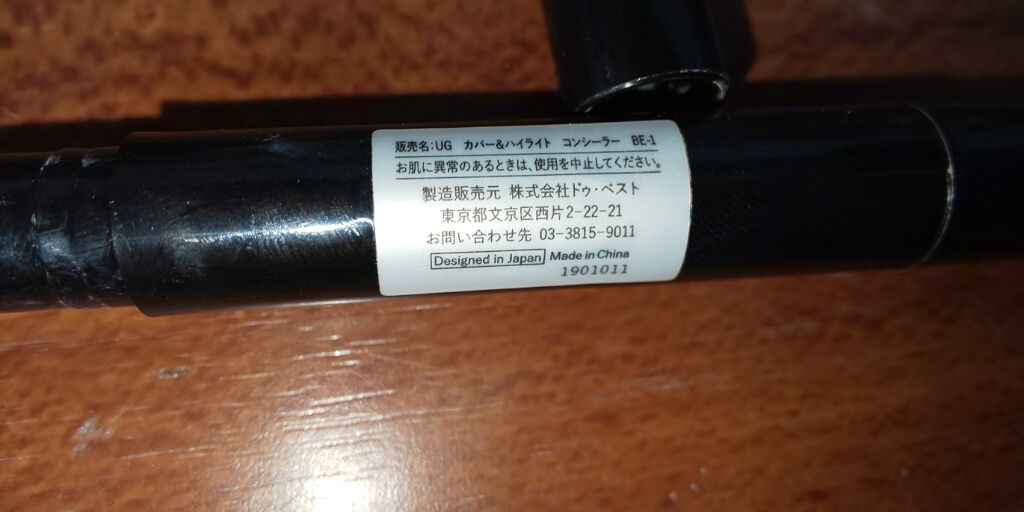 販売名:UG カバー&ハイライト コンシーラー BE-1
お肌に異常のあるときは、使用を中止してください。
製造販売元 株式会社ドゥ・ベスト
東京都文京区西片2-22-21
お問い合わせ先 03-3815-9011
Designed in Japan Made in China
1901011